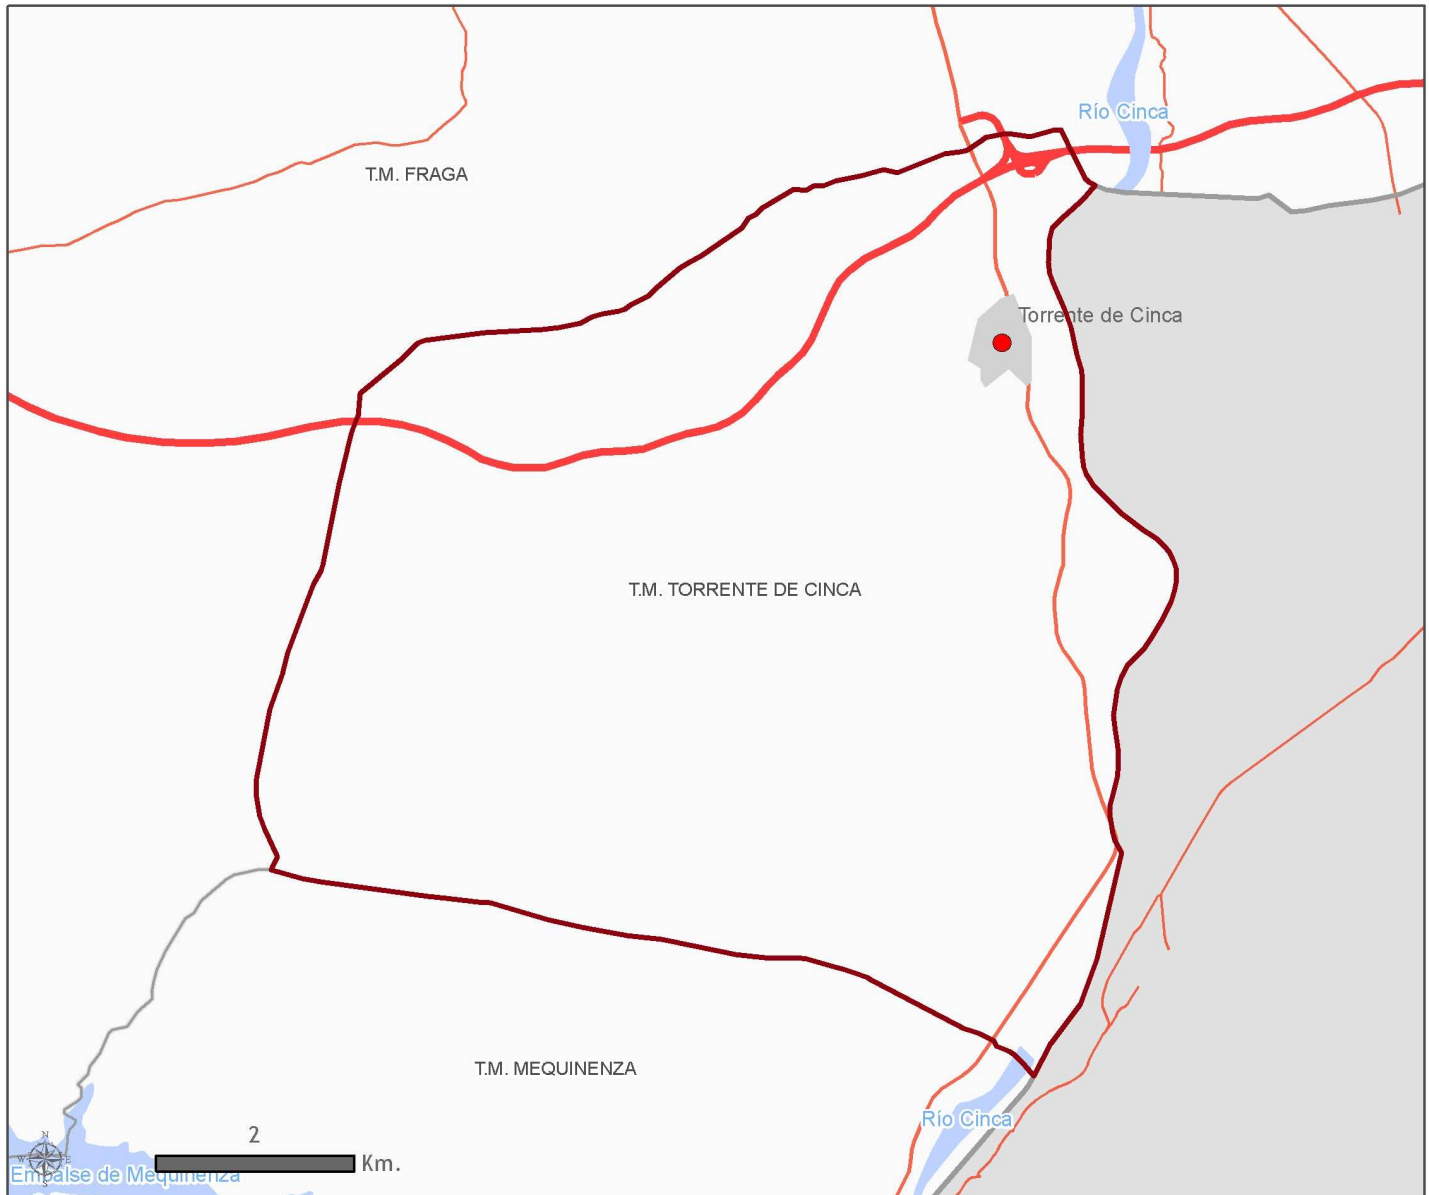 Río Cinca
T.M. FRAGA
Torrente de Cinca
T.M. TORRENTE DE CINCA
T.M. MEQUINENZA
Río Cinca
2
Km.
N
W E
S
Embalse de Mequinenza